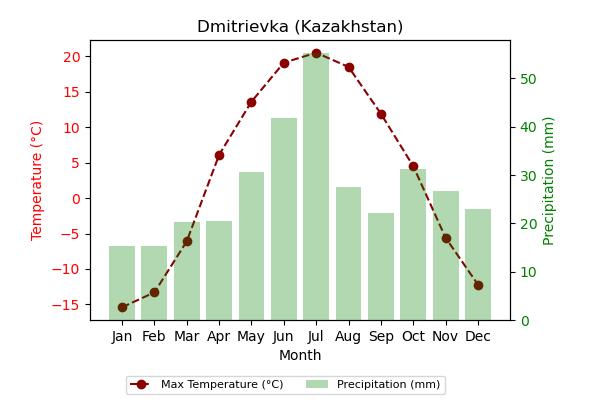 Dmitrievka (Kazakhstan)
20
15
10
5
0
−5
−10
−15
Temperature (°C)
50
40
30
20
10
0
Precipitation (mm)
Jan Feb Mar Apr May Jun Jul Aug Sep Oct Nov Dec
Month
Max Temperature (°C) Precipitation (mm)